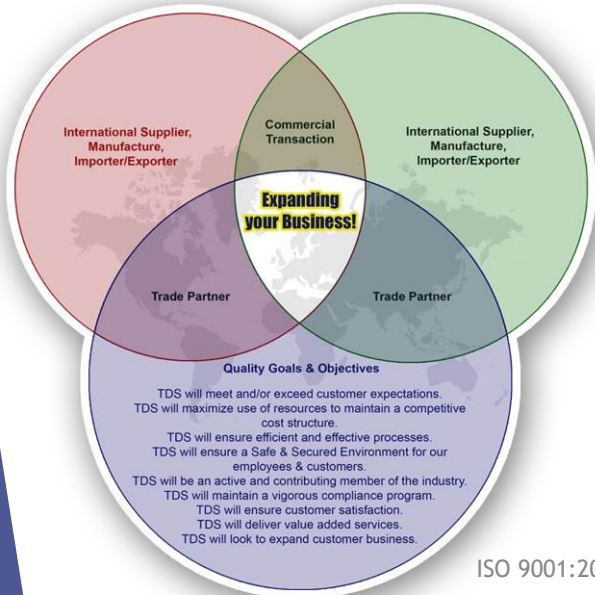 International Supplier,
Manufacture,
Importer/Exporter
Commercial
Transaction
International Supplier,
Manufacture,
Importer/Exporter
Expanding
your Business!
Trade Partner
Trade Partner
Quality Goals & Objectives
TDS will meet and/or exceed customer expectations.
TDS will maximize use of resources to maintain a competitive
cost structure.
TDS will ensure efficient and effective processes.
TDS will ensure a Safe & Secured Environment for our
employees & customers.
TDS will be an active and contributing member of the industry.
TDS will maintain a vigorous compliance program.
TDS will ensure customer satisfaction.
TDS will deliver value added services.
TDS will look to expand customer business.
ISO 9001:20